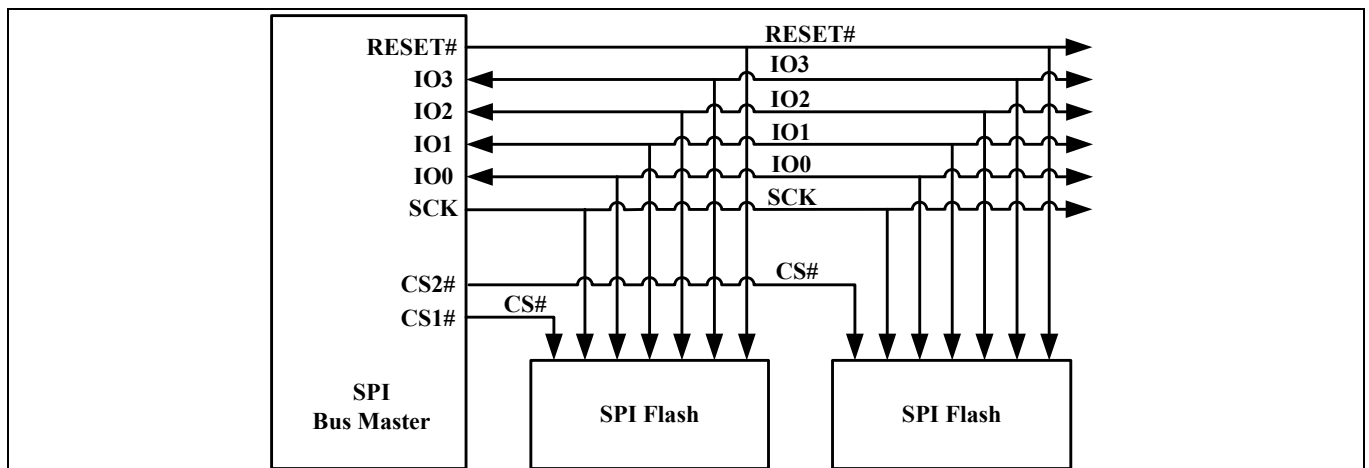 RESET#
RESET#
IO3
IO3
IO2
IO2
IO1
IO1
IO0
IO0
SCK
SCK
CS2#
CS#
CS1#
CS#
SPI
Bus Master
SPI Flash
SPI Flash